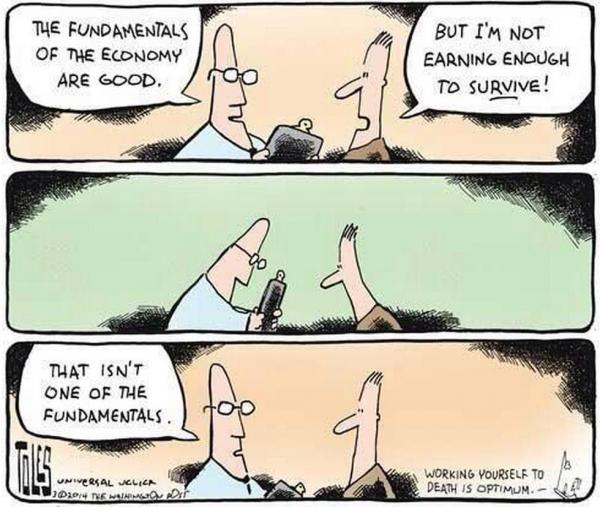 THE FUNDAMENTALS
OF THE ECONOMY
ARE GOOD.
BUT I'M NOT
EARNING ENOUGH
TO SURVIVE!
THAT ISN'T
ONE OF THE
FUNDAMENTALS.
TOLES
UNIVERSAL UCLICK
©2014 THE WASHINGTON POST
WORKING YOURSELF TO
DEATH IS OPTIMUM.—